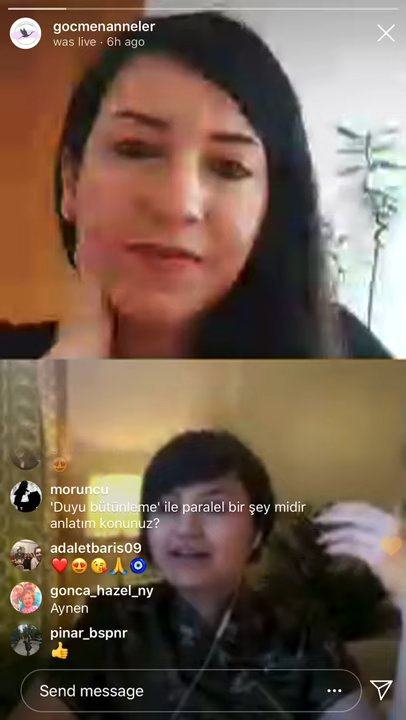 gocmenanneler
was live · 6h ago
moruncu
'Duyu bütünleme' ile paralel bir şey midir
anlatım konunuz?
adaletbaris09
❤️😍😘🙏🧿
gonca_hazel_ny
Aynen
pinar_bspnr
👍
Send message